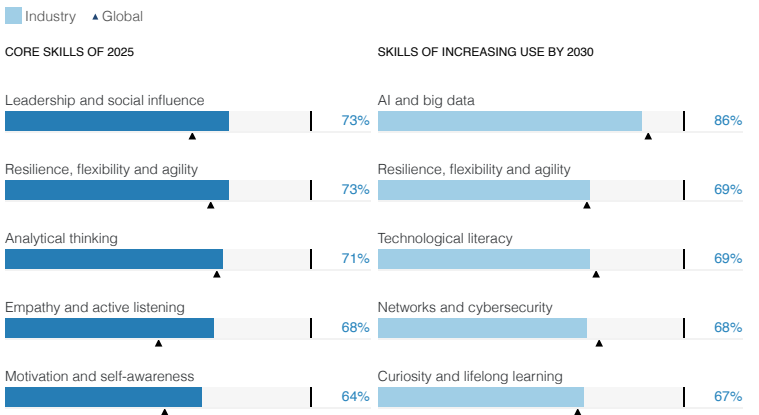 Industry Global
CORE SKILLS OF 2025
Leadership and social influence
73%
Resilience, flexibility and agility
73%
Analytical thinking
71%
Empathy and active listening
68%
Motivation and self-awareness
64%
SKILLS OF INCREASING USE BY 2030
AI and big data
86%
Resilience, flexibility and agility
69%
Technological literacy
69%
Networks and cybersecurity
68%
Curiosity and lifelong learning
67%